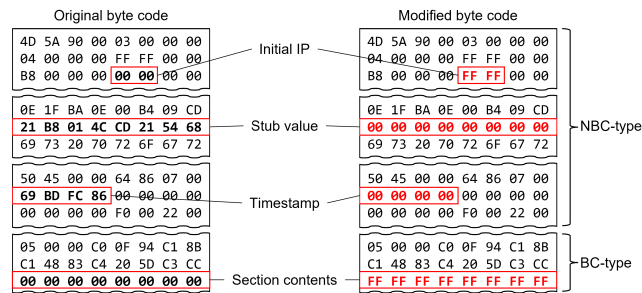 Original byte code
Modified byte code
4D 5A 90 00 03 00 00 00
04 00 00 00 FF FF 00 00
B8 00 00 00 00 00 00 00
Initial IP
4D 5A 90 00 03 00 00 00
04 00 00 00 FF FF 00 00
B8 00 00 00 FF FF 00 00
0E 1F BA 0E 00 B4 09 CD
21 B8 01 4C CD 21 54 68
69 73 20 70 72 6F 67 72
Stub value
0E 1F BA 0E 00 B4 09 CD
00 00 00 00 00 00 00 00
69 73 20 70 72 6F 67 72
NBC-type
50 45 00 00 64 86 07 00
69 BD FC 86 00 00 00 00
00 00 00 00 F0 00 22 00
Timestamp
50 45 00 00 64 86 07 00
00 00 00 00 00 00 00 00
00 00 00 00 F0 00 22 00
05 00 00 C0 0F 94 C1 8B
C1 48 83 C4 20 5D C3 CC
00 00 00 00 00 00 00 00
Section contents
05 00 00 C0 0F 94 C1 8B
C1 48 83 C4 20 5D C3 CC
FF FF FF FF FF FF FF FF
BC-type